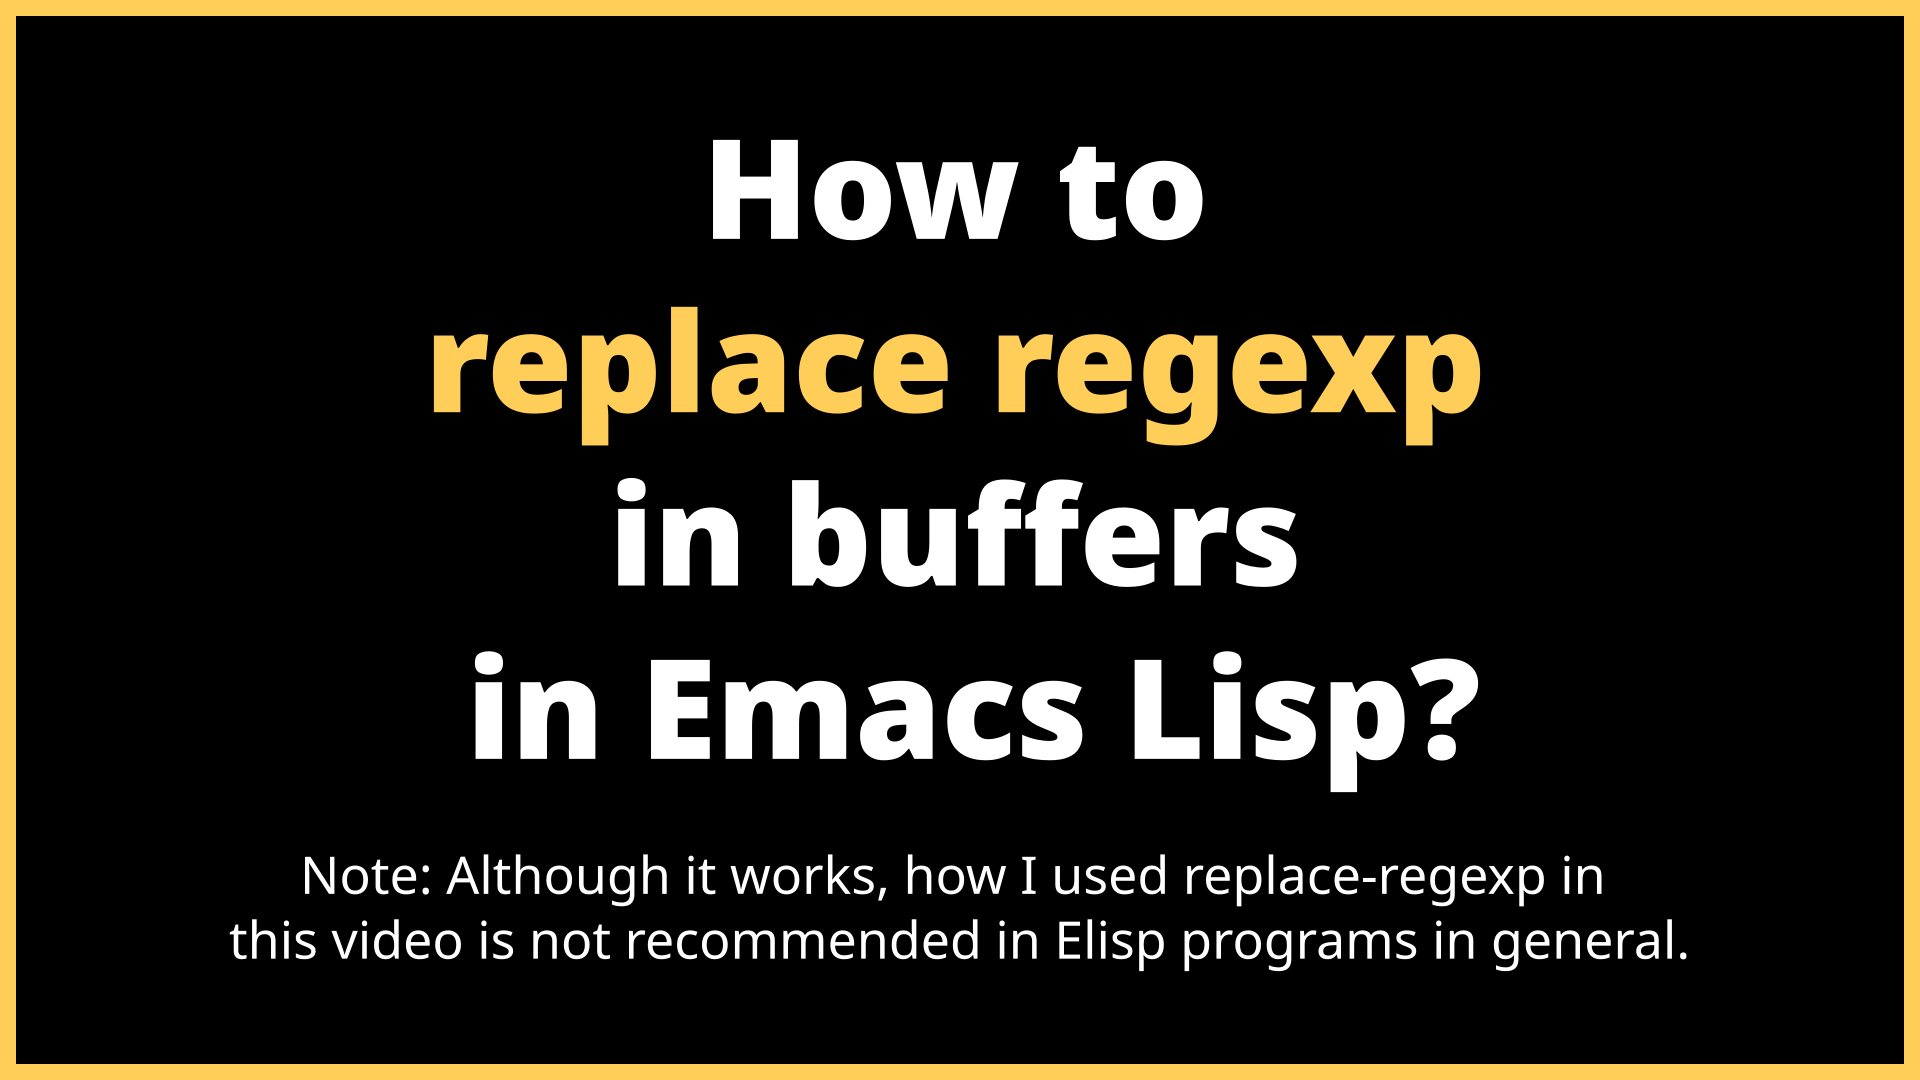 How to
replace regexp
in buffers
in Emacs Lisp?
Note: Although it works, how I used replace-regexp in
this video is not recommended in Elisp programs in general.